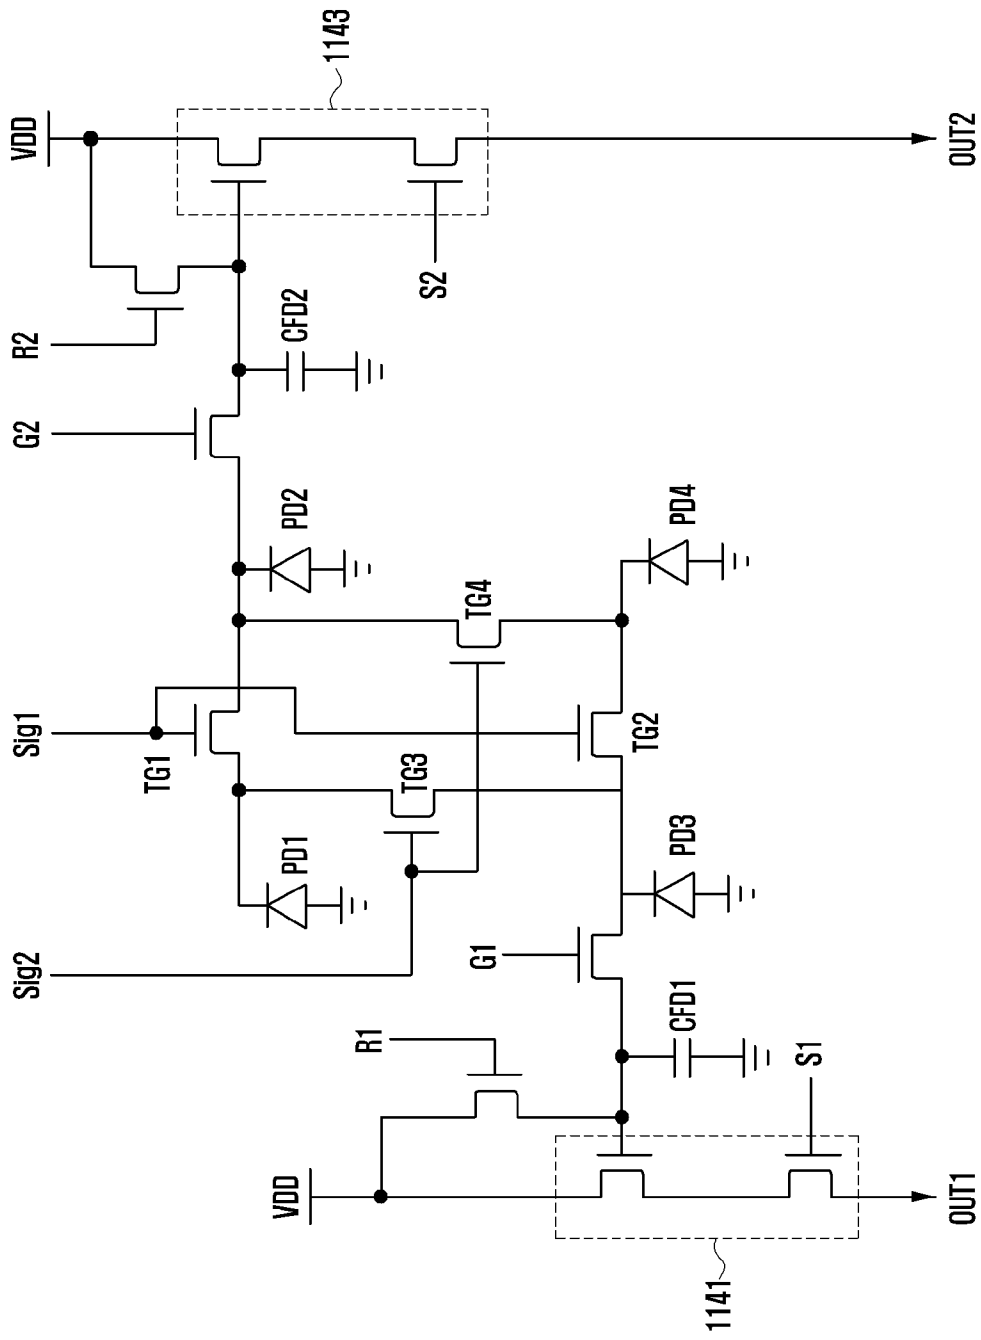 1143
VDD
OUT2
S2
R2
CFD2
G2
PD2
PD4
TG4
Sig1
TG1
TG2
TG3
PD1
PD3
Sig2
G1
CFD1
R1
S1
VDD
OUT1
1141